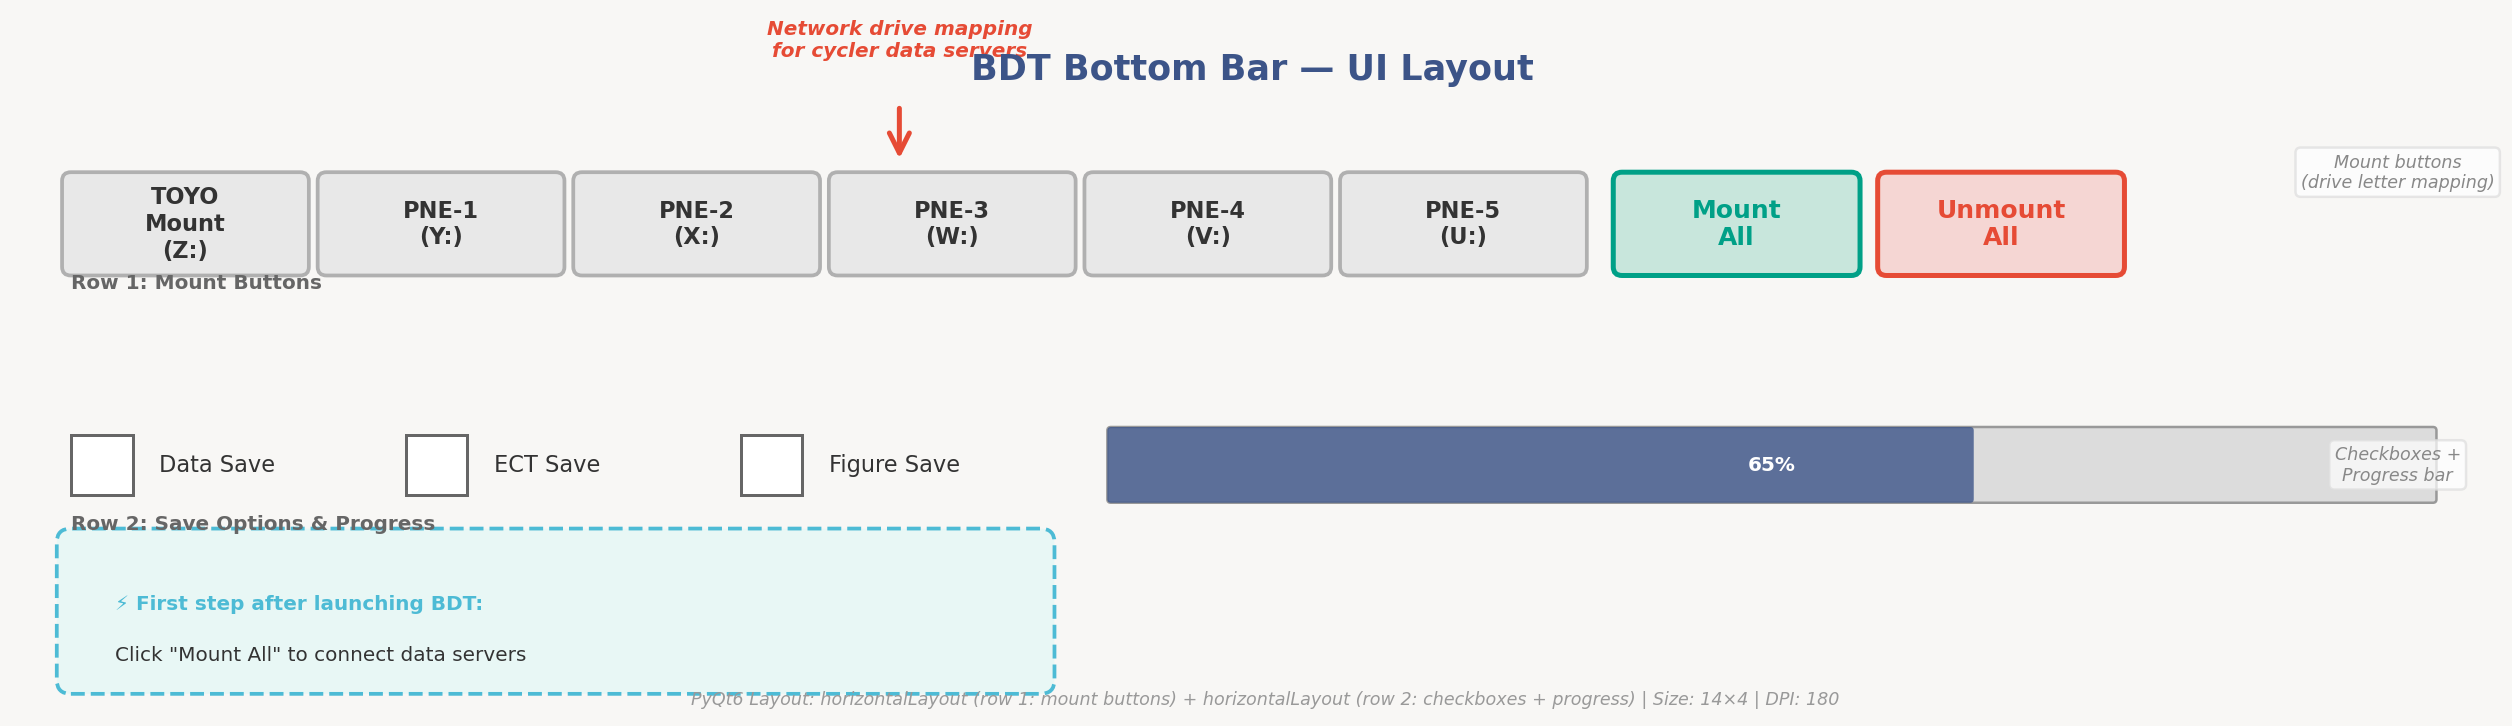 Network drive mapping
for cycler data servers
BDT Bottom Bar — UI Layout
TOYO
Mount
(Z:)
PNE-1
(Y:)
PNE-2
(X:)
PNE-3
(W:)
PNE-4
(V:)
PNE-5
(U:)
Mount
All
Unmount
All
Mount buttons
(drive letter mapping)
Row 1: Mount Buttons
Data Save
ECT Save
Figure Save
65%
Checkboxes +
Progress bar
Row 2: Save Options & Progress
⚡ First step after launching BDT:
Click "Mount All" to connect data servers
PyQt6 Layout: horizontalLayout (row 1: mount buttons) + horizontalLayout (row 2: checkboxes + progress) | Size: 14×4 | DPI: 180